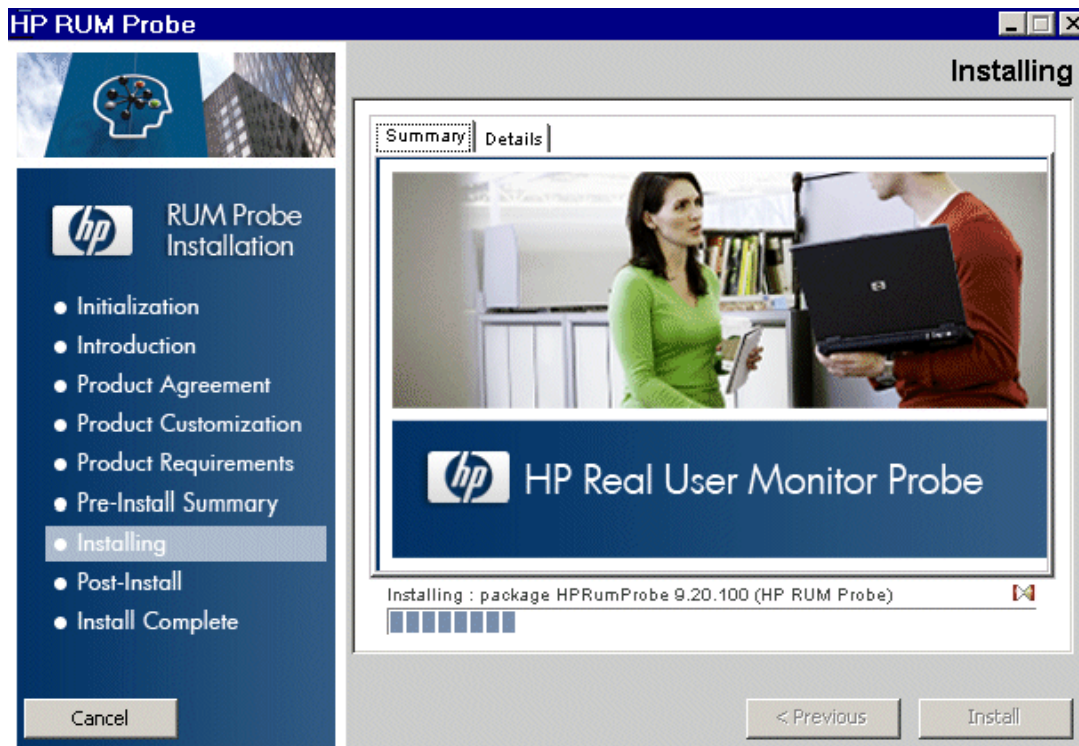 HP RUM Probe
Installing
hp
RUM Probe
Installation
Initialization
Introduction
Product Agreement
Product Customization
Product Requirements
Pre-Install Summary
Installing
Post-Install
Install Complete
Cancel
Summary
Details
hp
HP Real User Monitor Probe
Installing : package HPRumProbe 9.20.100 (HP RUM Probe)
< Previous
Install